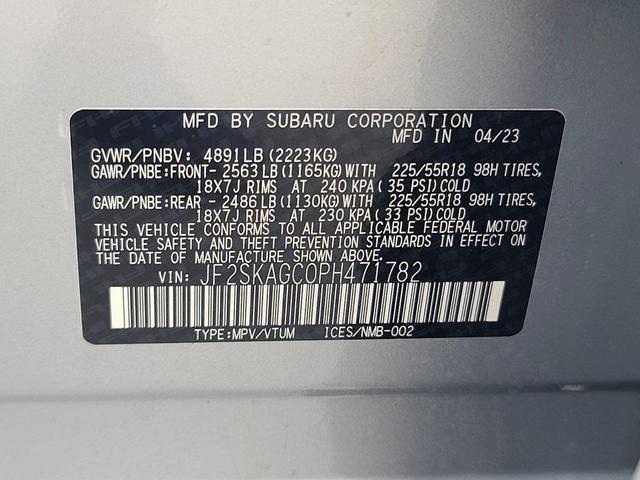 MFD BY SUBARU CORPORATION
MFD IN 04/23
GVWR/PNBV: 4891LB(2223KG)
GAWR/PNBE:FRONT- 2563LB(1165KG)WITH 225/55R18 98H TIRES,
18X7J RIMS AT 240 KPA(35 PSI)COLD
GAWR/PNBE:REAR - 2486LB(1130KG)WITH 225/55R18 98H TIRES,
18X7J RIMS AT 230 KPA(33 PSI)COLD
THIS VEHICLE CONFORMS TO ALL APPLICABLE FEDERAL MOTOR
VEHICLE SAFETY AND THEFT PREVENTION STANDARDS IN EFFECT
ON THE DATE OF MANUFACTURE SHOWN ABOVE.
VIN: JF2SKAGC0PH471782
TYPE:MPV/VTUM ICES/NMB-002